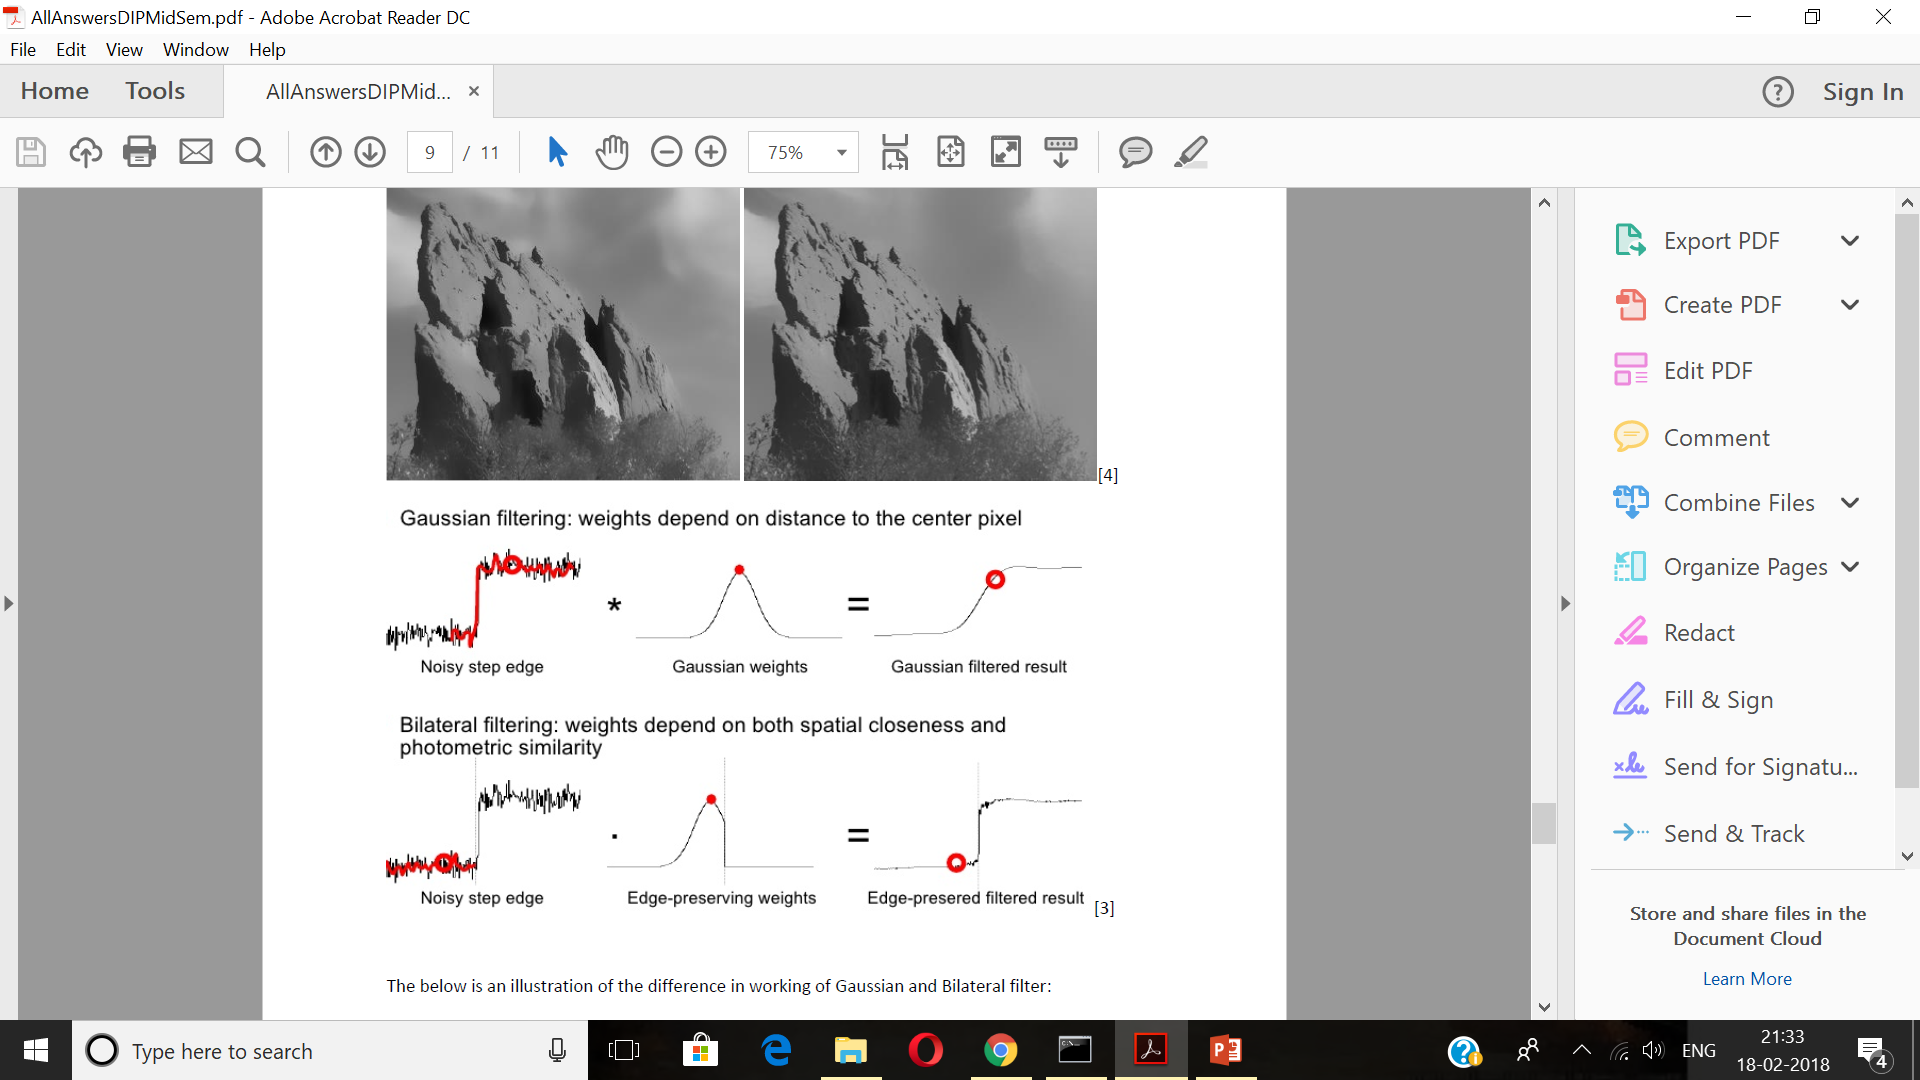 AllAnswersDIPMidSem.pdf - Adobe Acrobat Reader DC
File Edit View Window Help
Home Tools AllAnswersDIPMid... × ? Sign In
9 / 11 75%
[4]
Gaussian filtering: weights depend on distance to the center pixel
* =
Noisy step edge Gaussian weights Gaussian filtered result
Bilateral filtering: weights depend on both spatial closeness and
photometric similarity
. =
Noisy step edge Edge-preserving weights Edge-presered filtered result [3]
The below is an illustration of the difference in working of Gaussian and Bilateral filter:
Export PDF
Create PDF
Edit PDF
Comment
Combine Files
Organize Pages
Redact
Fill & Sign
Send for Signatu...
Send & Track
Store and share files in the
Document Cloud
Learn More
Type here to search
ENG
21:33
18-02-2018
4